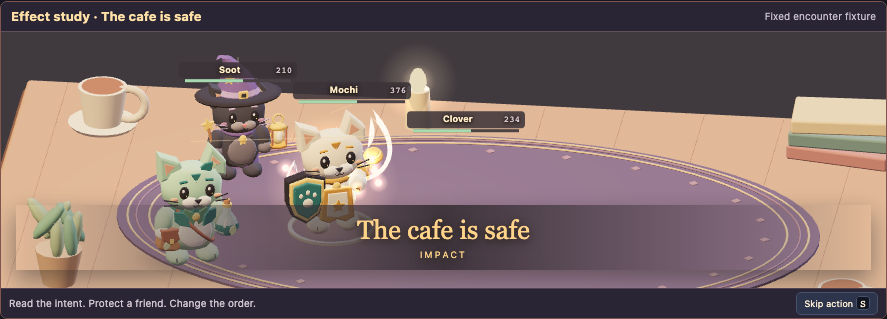 Effect study · The cafe is safe
Fixed encounter fixture
Soot 210
Mochi 376
Clover 234
The cafe is safe
IMPACT
Read the intent. Protect a friend. Change the order.
Skip action S